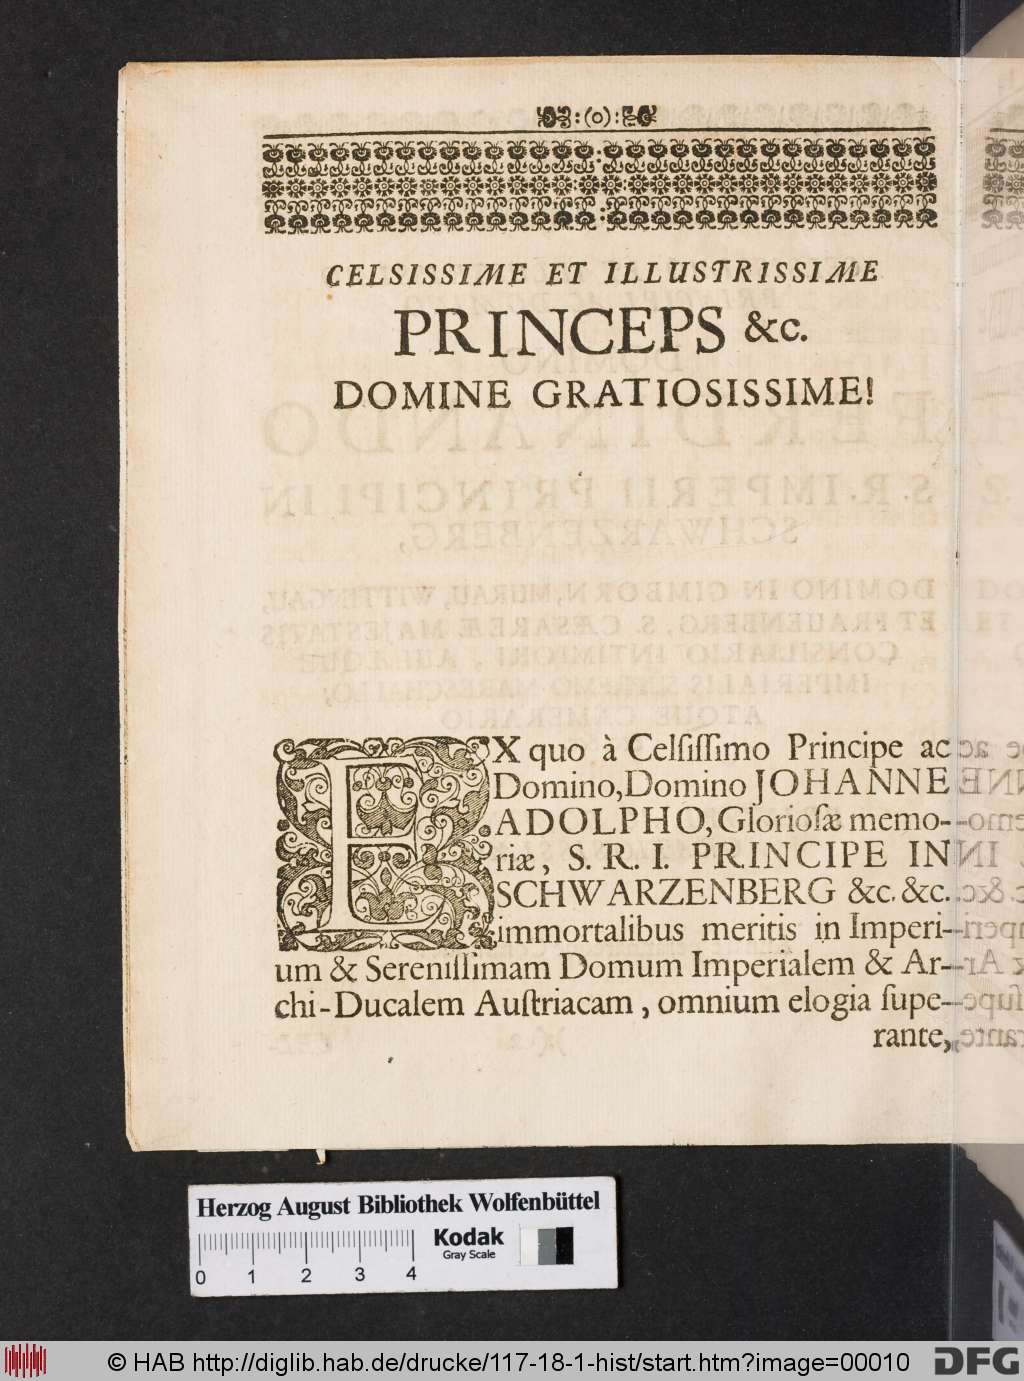 :(o):
CELSISSIME ET ILLUSTRISSIME
PRINCEPS &c.
DOMINE GRATIOSISSIME!
EX quo à Celſiſſimo Principe ac
Domino, Domino JOHANNE
ADOLPHO, Glorioſæ memo-
riæ, S. R. I. PRINCIPE IN
SCHWARZENBERG &c. &c.
immortalibus meritis in Imperi-
um & Sereniſſimam Domum Imperialem & Ar-
chi-Ducalem Auſtriacam, omnium elogia ſupe-
rante,
Herzog August Bibliothek Wolfenbüttel
Kodak
Gray Scale
0 1 2 3 4
© HAB http://diglib.hab.de/drucke/117-18-1-hist/start.htm?image=00010
DFG